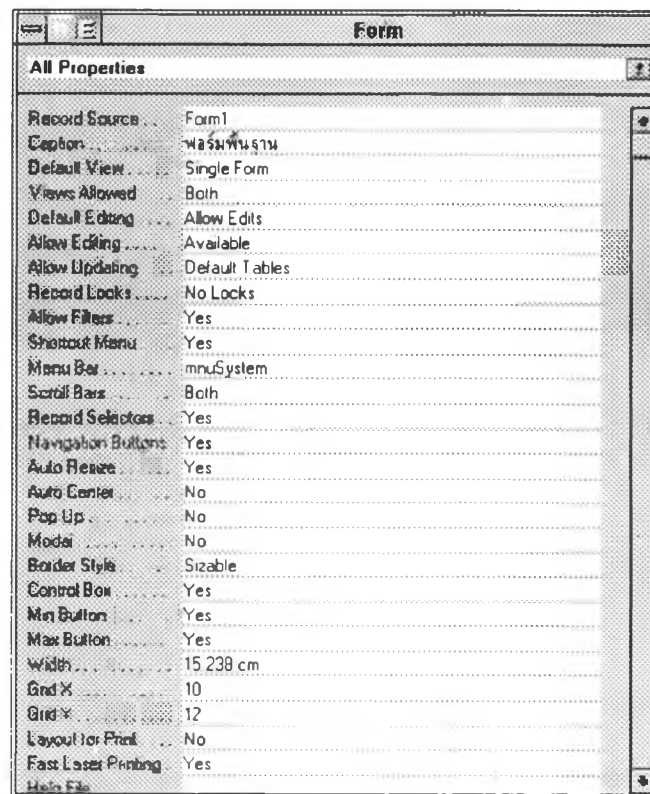 Form
All Properties
Record Source Form1
Caption ฟอร์มพื้นฐาน
Default View Single Form
Views Allowed Both
Default Editing Allow Edits
Allow Editing Available
Allow Updating Default Tables
Record Locks No Locks
Allow Filters Yes
Shortcut Menu Yes
Menu Bar mnuSystem
Scroll Bars Both
Record Selectors Yes
Navigation Buttons Yes
Auto Resize Yes
Auto Center No
Pop Up No
Modal No
Border Style Sizable
Control Box Yes
Min Button Yes
Max Button Yes
Width 15.238 cm
Grid X 10
Grid Y 12
Layout for Print No
Fast Laser Printing Yes
Help File